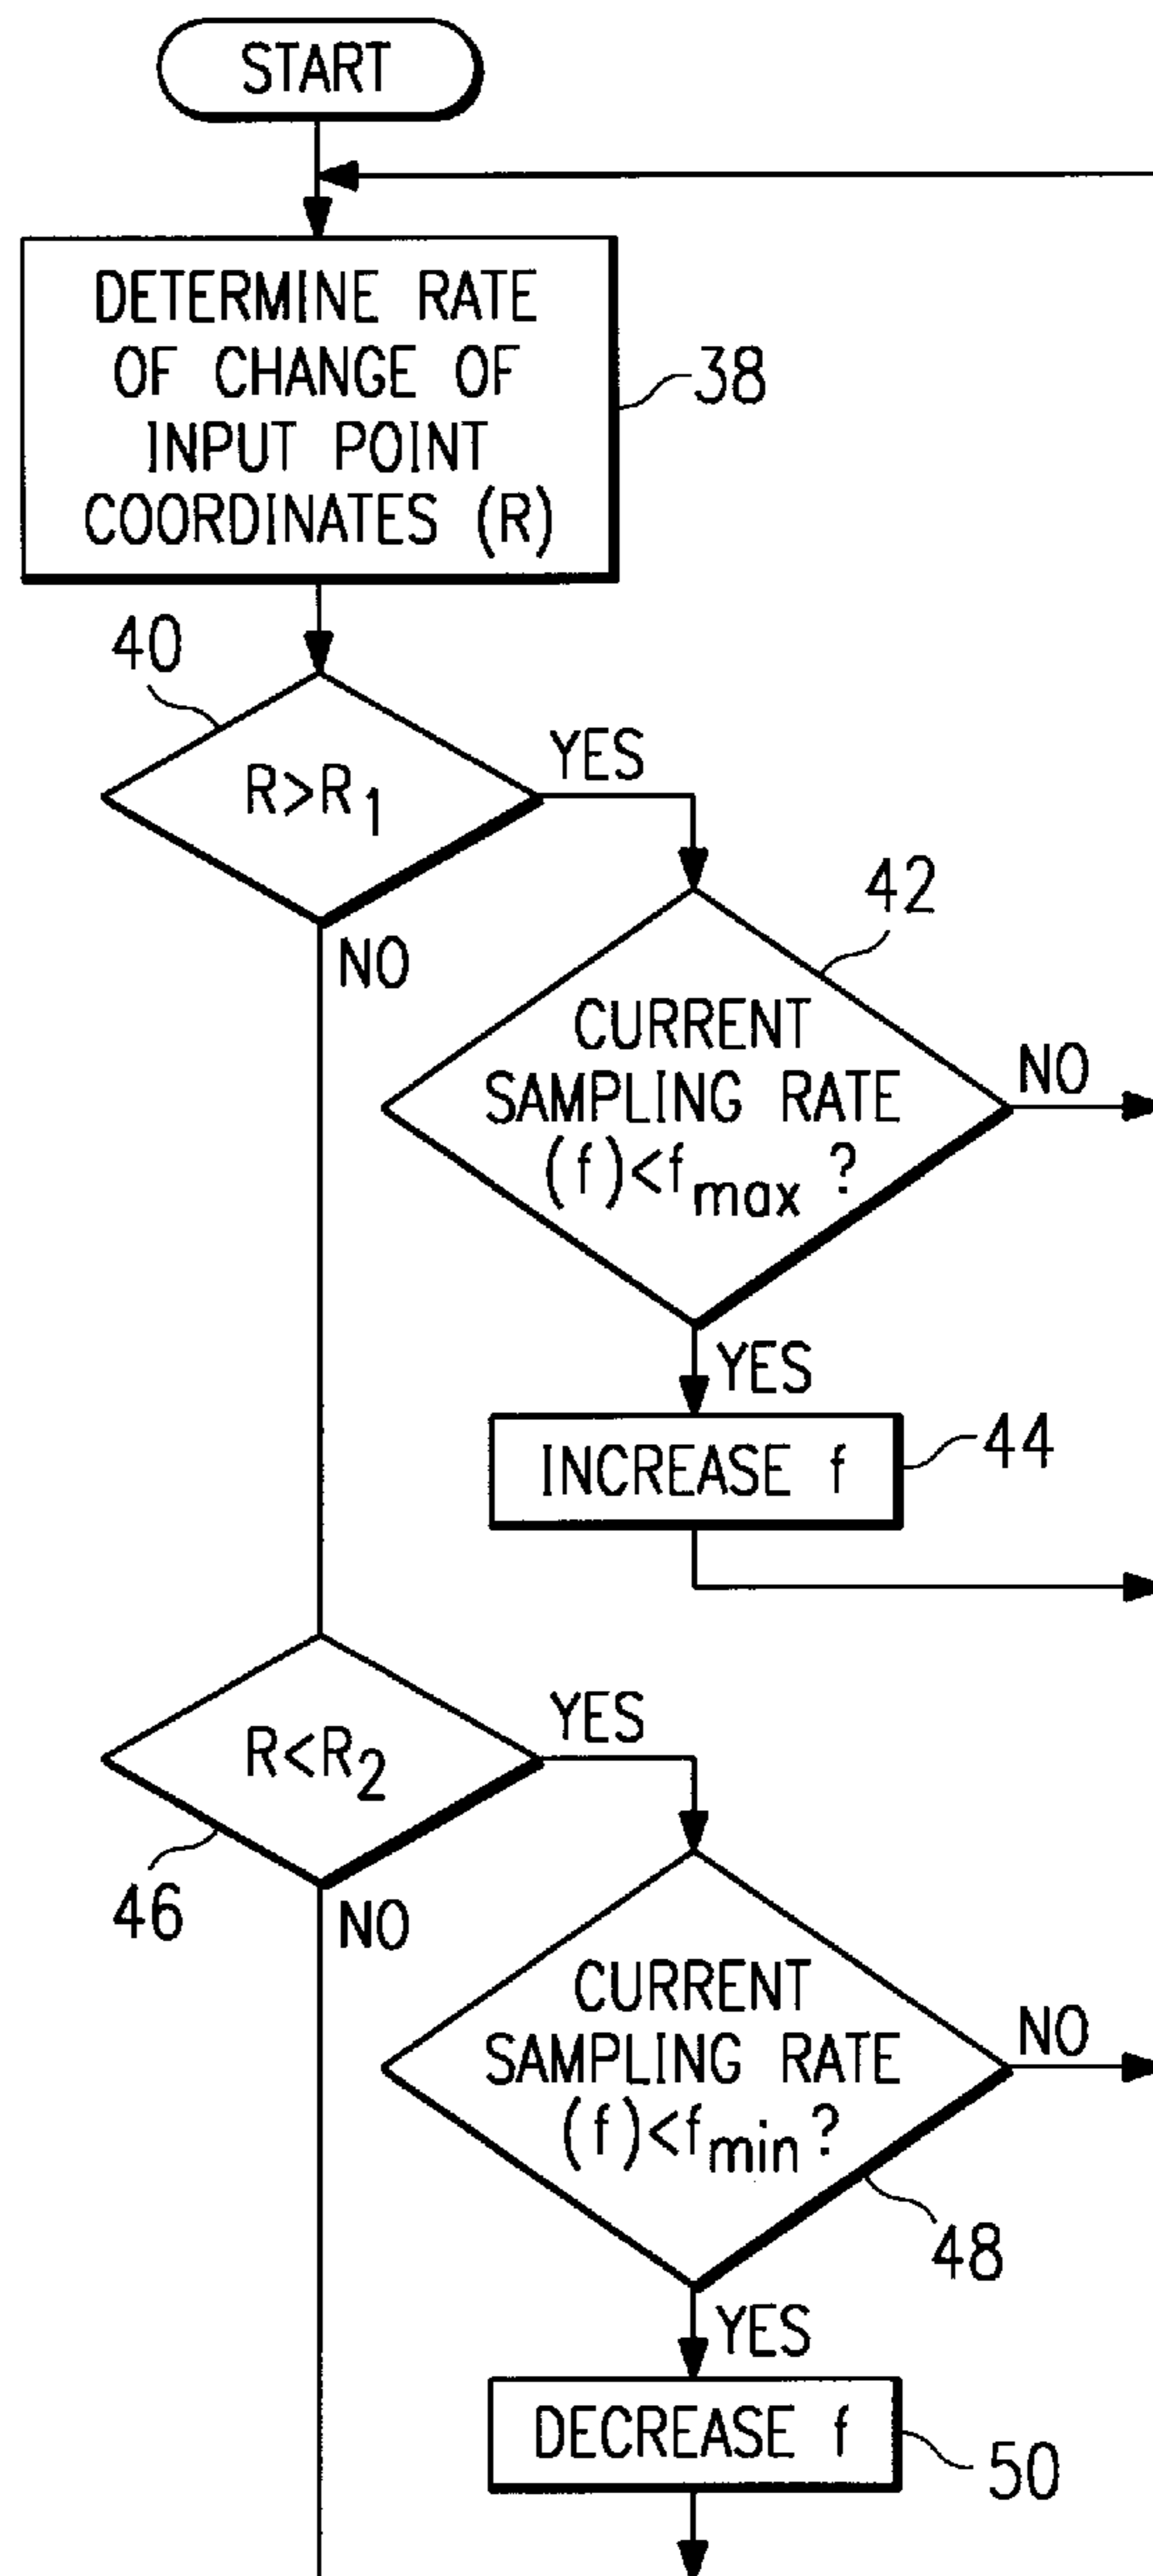 START
DETERMINE RATE
OF CHANGE OF
INPUT POINT
COORDINATES (R)
38
40
R>R1
YES
NO
42
CURRENT
SAMPLING RATE
(f)<fmax ?
NO
YES
INCREASE f
44
R<R2
YES
46
NO
CURRENT
SAMPLING RATE
(f)<fmin?
NO
48
YES
DECREASE f
50